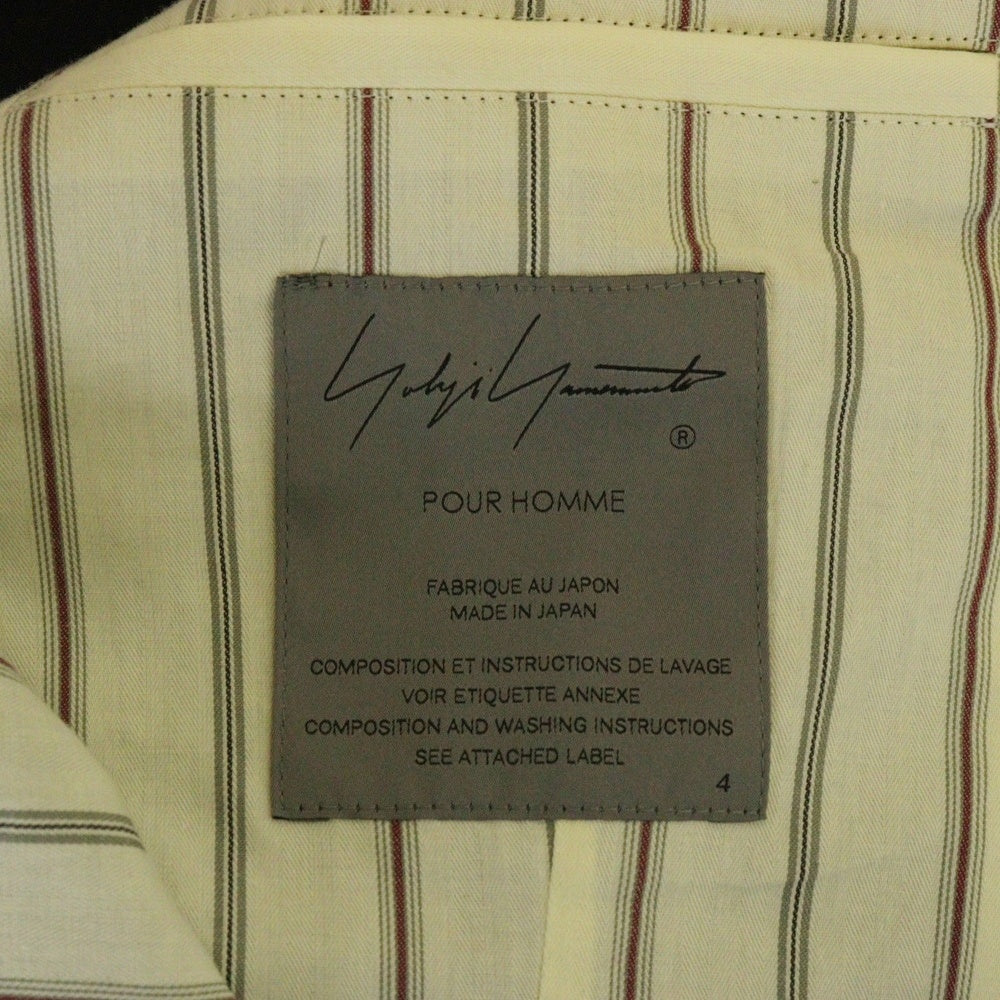 Yohji Yamamoto
®
POUR HOMME
FABRIQUE AU JAPON
MADE IN JAPAN
COMPOSITION ET INSTRUCTIONS DE LAVAGE
VOIR ETIQUETTE ANNEXE
COMPOSITION AND WASHING INSTRUCTIONS
SEE ATTACHED LABEL
4